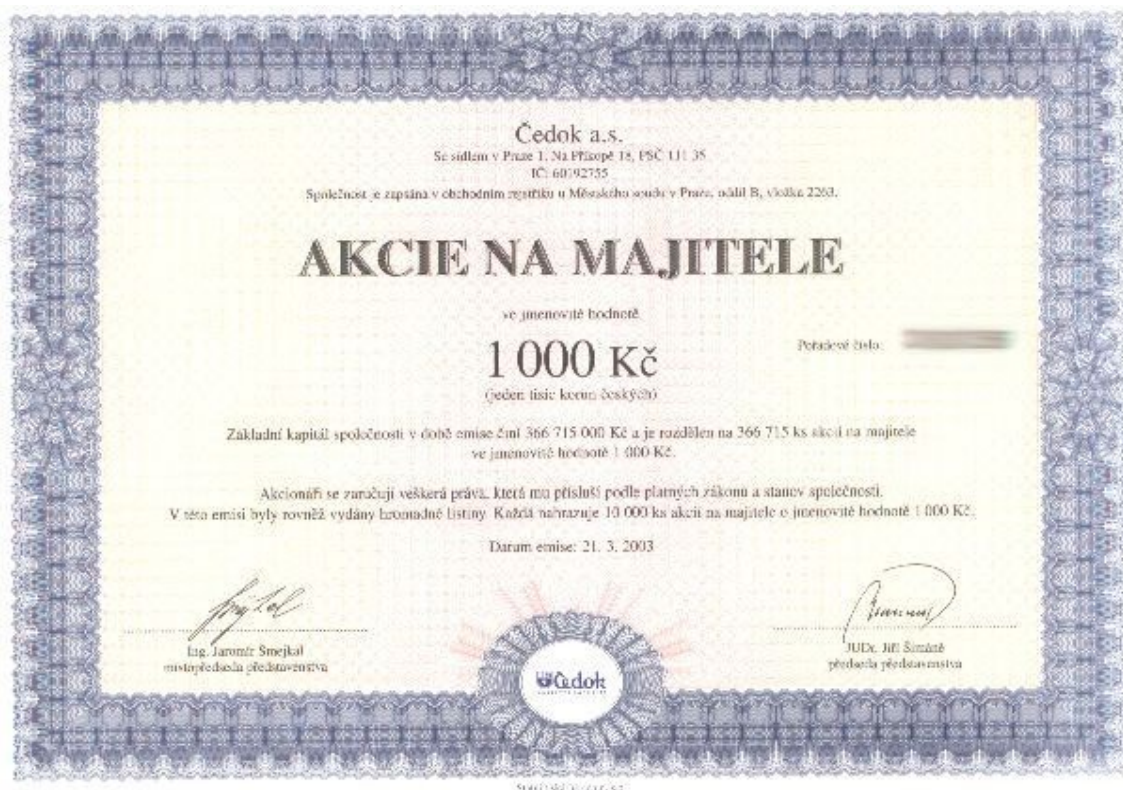 Čedok a.s.
Se sídlem v Praze 1, Na Příkopě 18, PSČ 111 35
IČ: 60192755
Společnost je zapsána v obchodním rejstříku u Městského soudu v Praze, oddíl B, vložka 2263.
AKCIE NA MAJITELE
ve jmenovité hodnotě
1 000 Kč
Pořadové číslo:
(jeden tisíc korun českých)
Základní kapitál společnosti v době emise činí 366 715 000 Kč a je rozdělen na 366 715 ks akcií na majitele
ve jmenovité hodnotě 1 000 Kč.
Akcionáři se zaručují veškerá práva, která mu přísluší podle platných zákonů a stanov společnosti.
V této emisi byly rovněž vydány hromadné listiny. Každá nahrazuje 10 000 ks akcií na majitele o jmenovité hodnotě 1 000 Kč.
Datum emise: 21. 3. 2003
Ing. Jaromír Smejkal
místopředseda představenstva
JUDr. Jiří Šimáně
předseda představenstva
Čedok